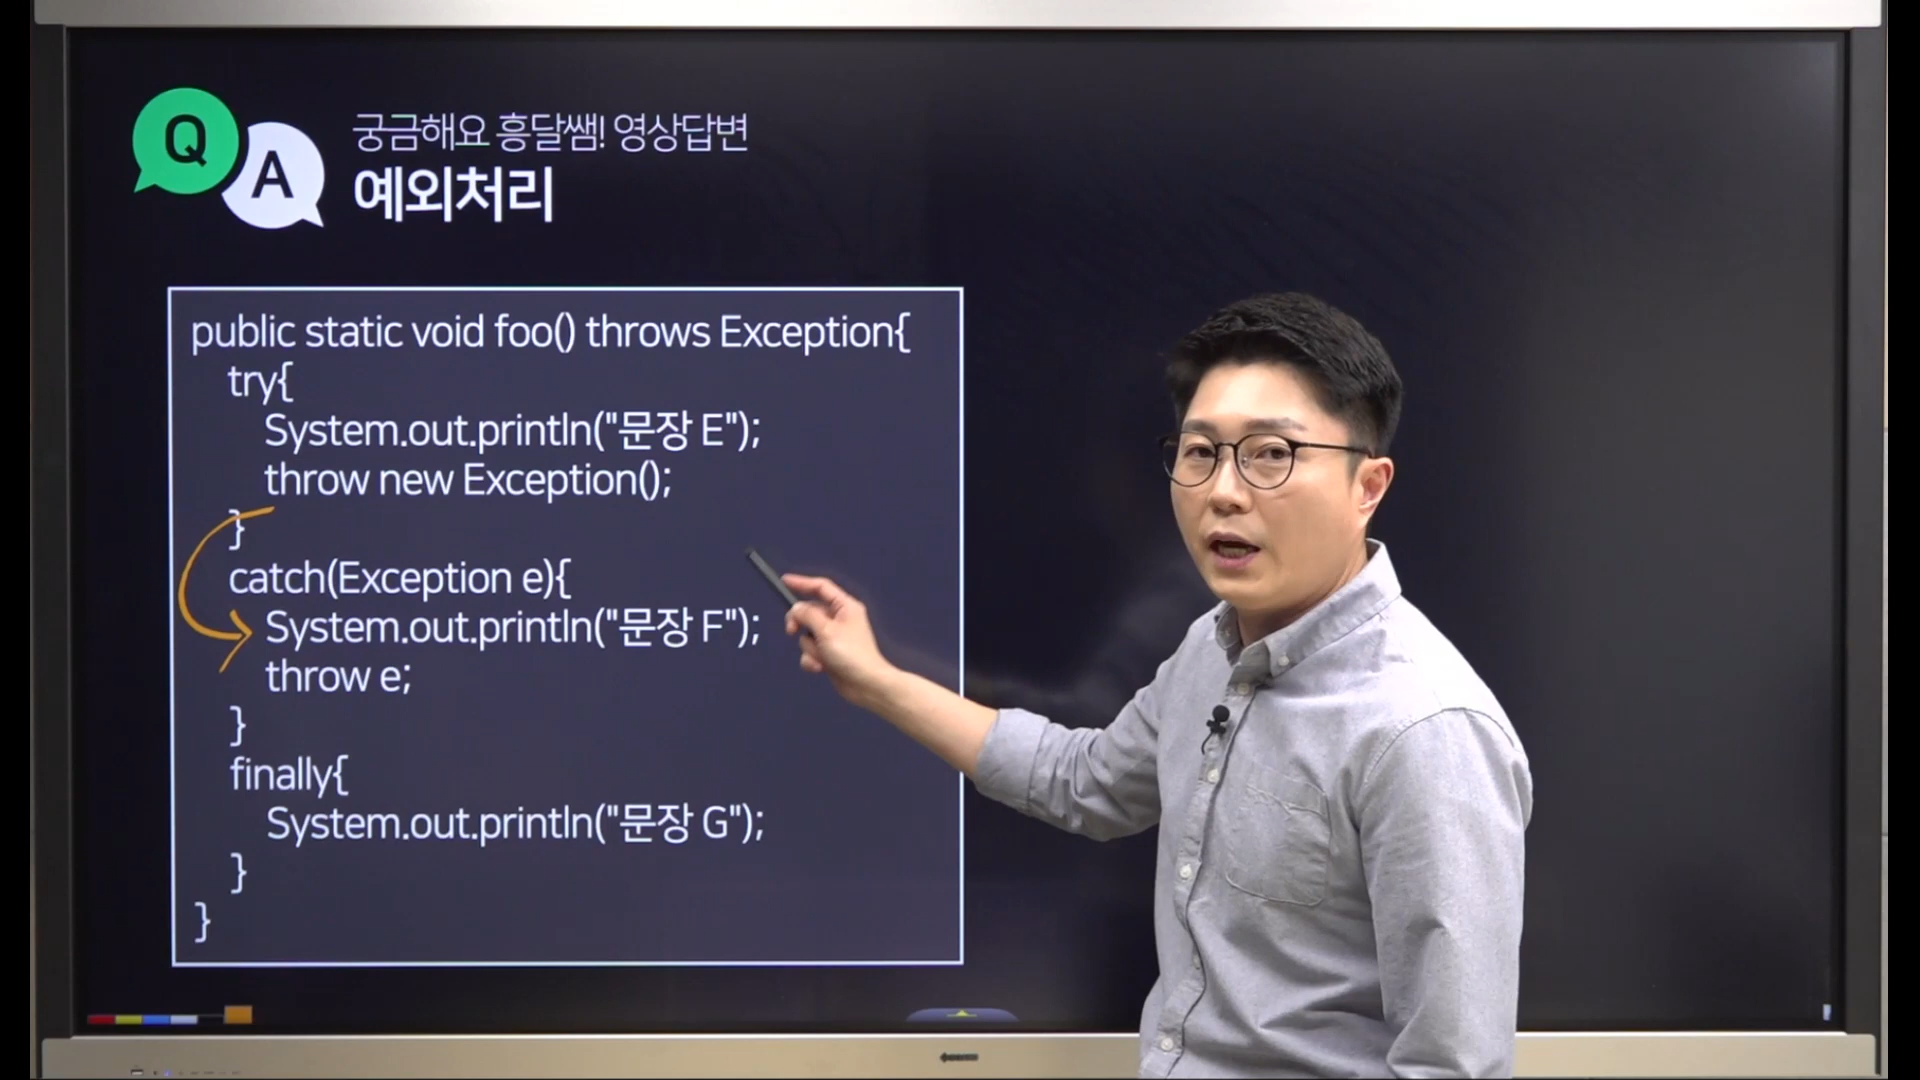 Q
A
궁금해요 흥달쌤! 영상답변
예외처리
public static void foo() throws Exception{
try{
System.out.println("문장 E");
throw new Exception();
}
catch(Exception e){
System.out.println("문장 F");
throw e;
}
finally{
System.out.println("문장 G");
}
}